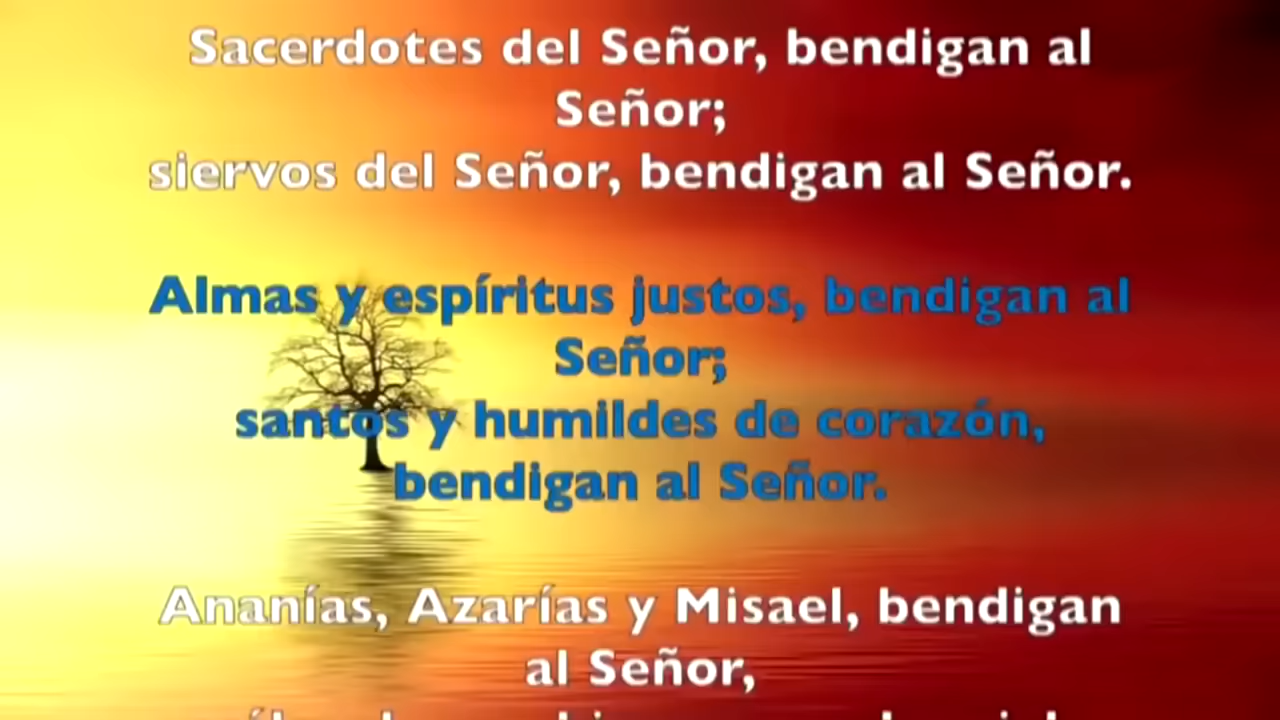 Sacerdotes del Señor, bendigan al
Señor;
siervos del Señor, bendigan al Señor.
Almas y espíritus justos, bendigan al
Señor;
santos y humildes de corazón,
bendigan al Señor.
Ananías, Azarías y Misael, bendigan
al Señor,